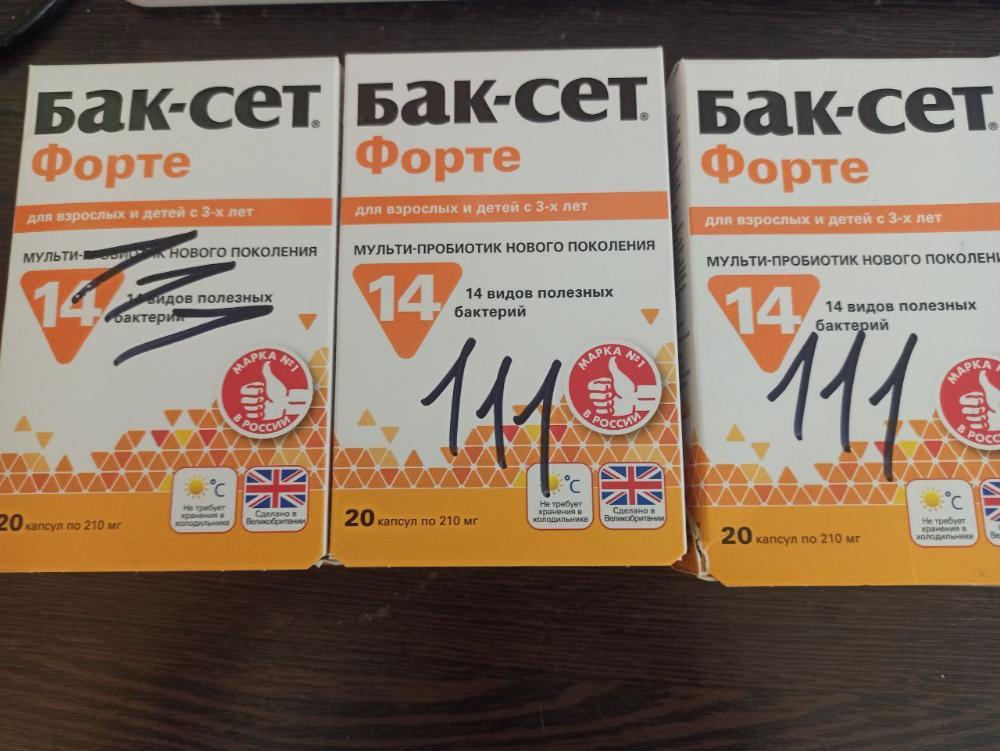 Бак-сет®
Форте
для взрослых и детей с 3-х лет
МУЛЬТИ-ПРОБИОТИК НОВОГО ПОКОЛЕНИЯ
14
14 видов полезных
бактерий
МАРКА №1
В РОССИИ
°C
Не требует
хранения в
холодильнике
Сделано в
Великобритании
20 капсул по 210 мг
111
Бак-сет®
Форте
для взрослых и детей с 3-х лет
МУЛЬТИ-ПРОБИОТИК НОВОГО ПОКОЛЕНИЯ
14
14 видов полезных
бактерий
111
МАРКА №1
В РОССИИ
°C
Не требует
хранения в
холодильнике
Сделано в
Великобритании
20 капсул по 210 мг
Бак-сет®
Форте
для взрослых и детей с 3-х лет
МУЛЬТИ-ПРОБИОТИК НОВОГО ПОКОЛЕНИ
14
14 видов полезных
бактерий
111
МАРКА
В РОССИ
°C
Не требует
хранения в
холодильнике
20 капсул по 210 мг